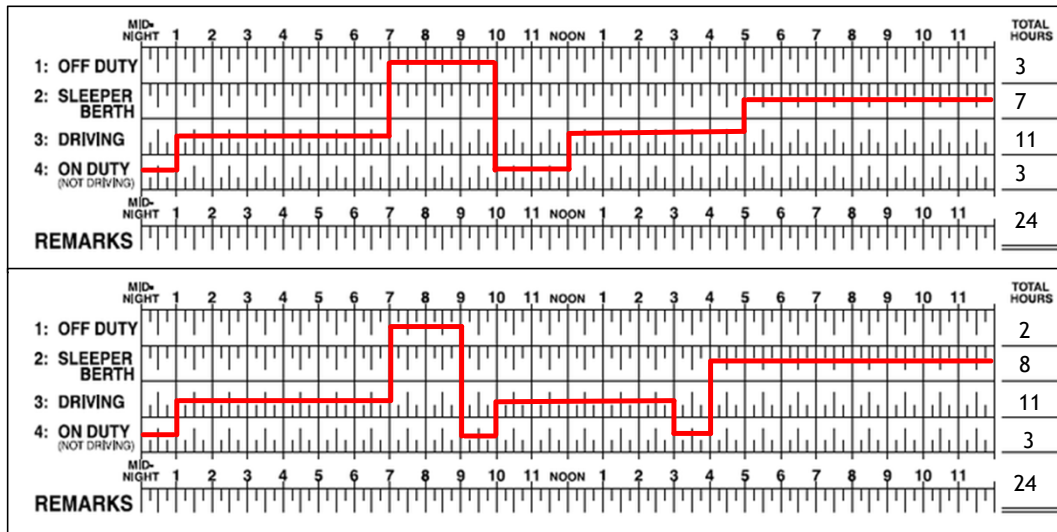 MID-NIGHT 1 2 3 4 5 6 7 8 9 10 11 NOON 1 2 3 4 5 6 7 8 9 10 11 TOTAL HOURS
1: OFF DUTY 3
2: SLEEPER BERTH 7
3: DRIVING 11
4: ON DUTY (NOT DRIVING) 3
MID-NIGHT 1 2 3 4 5 6 7 8 9 10 11 NOON 1 2 3 4 5 6 7 8 9 10 11
REMARKS 24
MID-NIGHT 1 2 3 4 5 6 7 8 9 10 11 NOON 1 2 3 4 5 6 7 8 9 10 11 TOTAL HOURS
1: OFF DUTY 2
2: SLEEPER BERTH 8
3: DRIVING 11
4: ON DUTY (NOT DRIVING) 3
MID-NIGHT 1 2 3 4 5 6 7 8 9 10 11 NOON 1 2 3 4 5 6 7 8 9 10 11
REMARKS 24